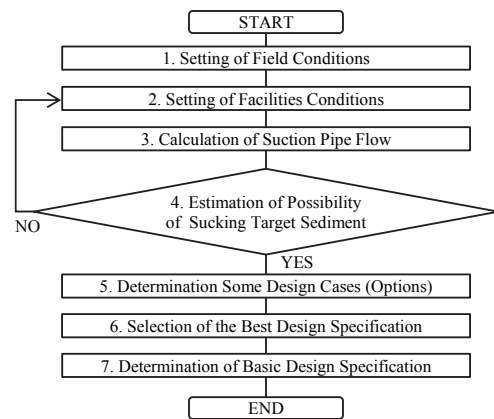 START
1. Setting of Field Conditions
2. Setting of Facilities Conditions
3. Calculation of Suction Pipe Flow
4. Estimation of Possibility
of Sucking Target Sediment
NO
YES
5. Determination Some Design Cases (Options)
6. Selection of the Best Design Specification
7. Determination of Basic Design Specification
END